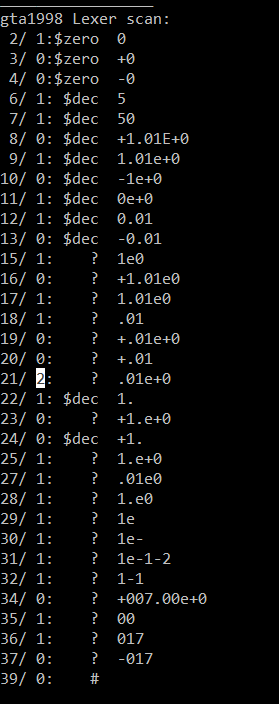 gta1998 Lexer scan:
2/ 1:$zero 0
3/ 0:$zero +0
4/ 0:$zero -0
6/ 1: $dec 5
7/ 1: $dec 50
8/ 0: $dec +1.01E+0
9/ 1: $dec 1.01e+0
10/ 0: $dec -1e+0
11/ 1: $dec 0e+0
12/ 1: $dec 0.01
13/ 0: $dec -0.01
15/ 1: ? 1e0
16/ 0: ? +1.01e0
17/ 1: ? 1.01e0
18/ 1: ? .01
19/ 0: ? +.01e+0
20/ 0: ? +.01
21/ 2: ? .01e+0
22/ 1: $dec 1.
23/ 0: ? +1.e+0
24/ 0: $dec +1.
25/ 1: ? 1.e+0
27/ 1: ? .01e0
28/ 1: ? 1.e0
29/ 1: ? 1e
30/ 1: ? 1e-
31/ 1: ? 1e-1-2
32/ 1: ? 1-1
34/ 0: ? +007.00e+0
35/ 1: ? 00
36/ 1: ? 017
37/ 0: ? -017
39/ 0: #